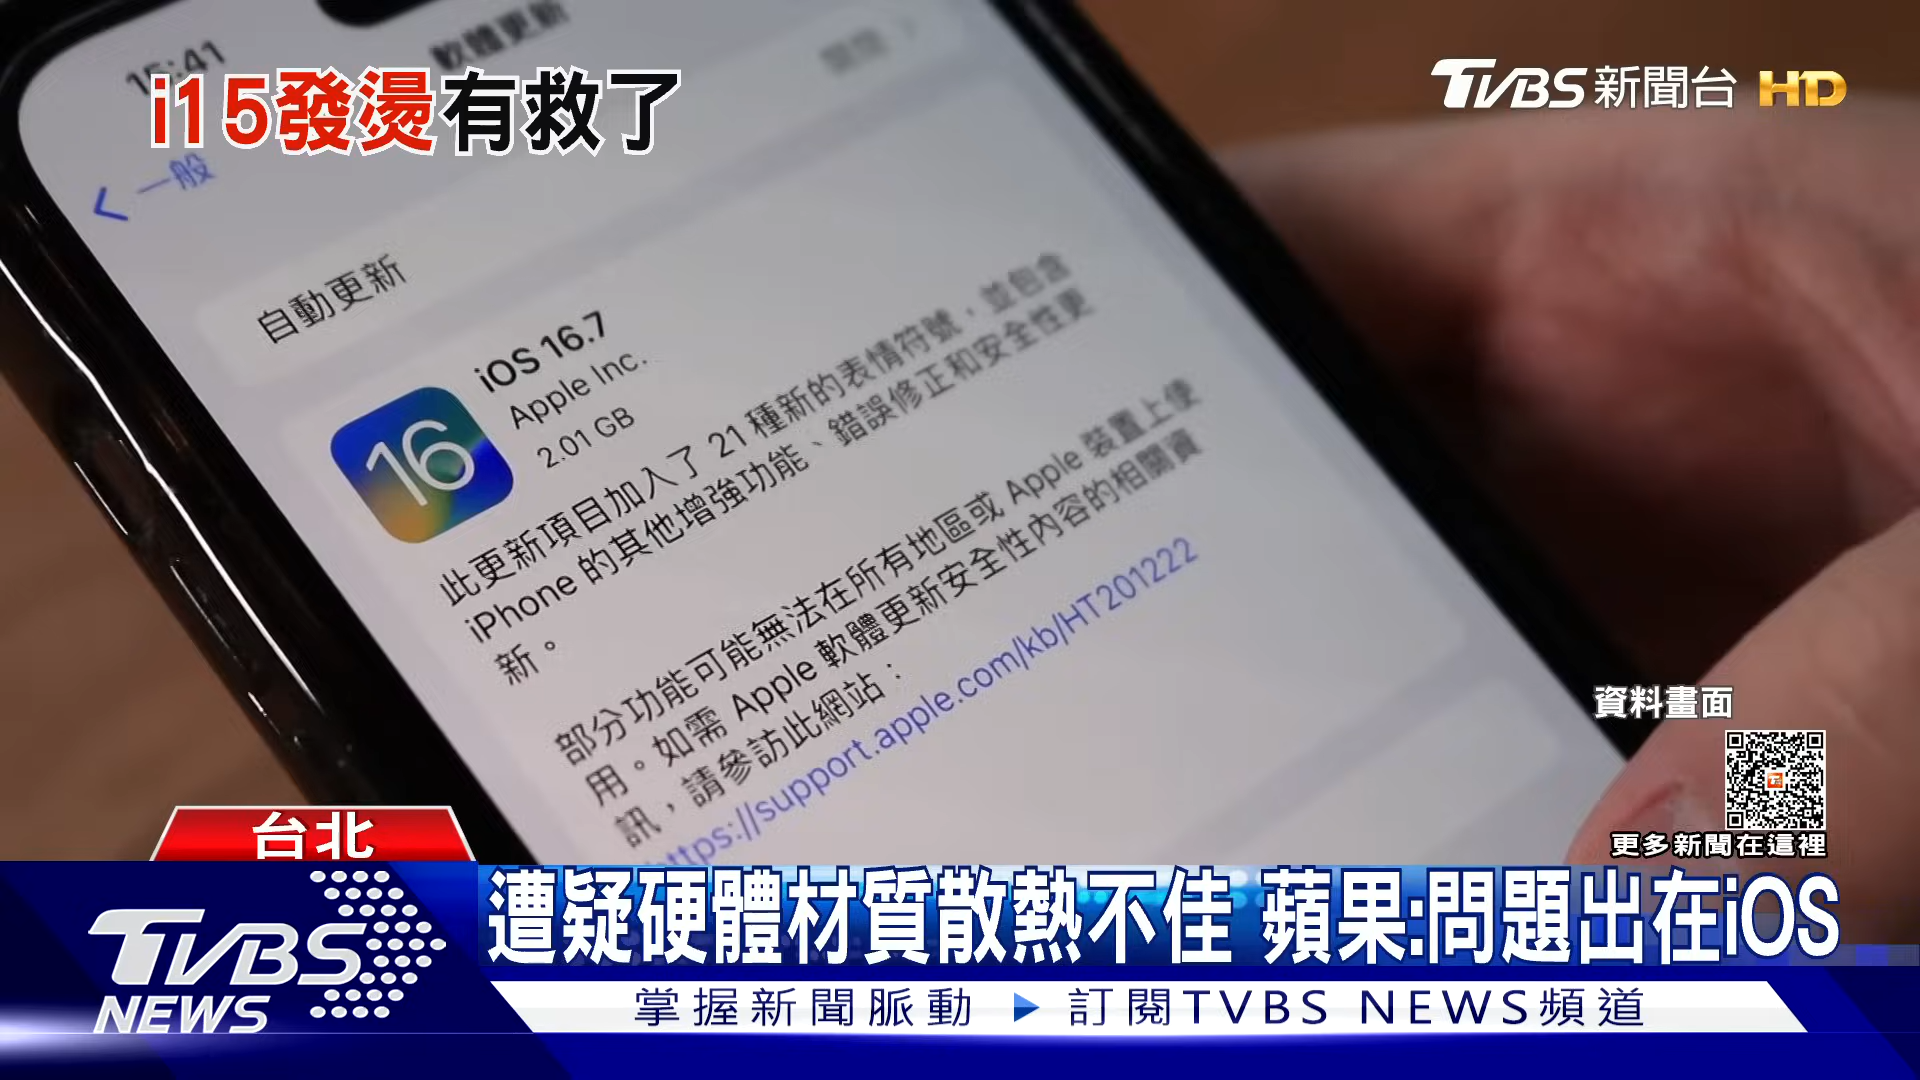 15:41
軟體更新
i15發燙有救了
TVBS新聞台 HD
一般
自動更新
開啟
iOS 16.7
Apple Inc.
2.01 GB
16
此更新項目加入了 21 種新的表情符號，並包含
iPhone 的其他增強功能、錯誤修正和安全性更
新。
部分功能可能無法在所有地區或 Apple 裝置上使
用。如需 Apple 軟體更新安全性內容的相關資
訊，請參訪此網站：
https://support.apple.com/kb/HT201222
資料畫面
更多新聞在這裡
台北
遭疑硬體材質散熱不佳 蘋果:問題出在iOS
TVBS
NEWS
掌握新聞脈動 ▶ 訂閱TVBS NEWS頻道